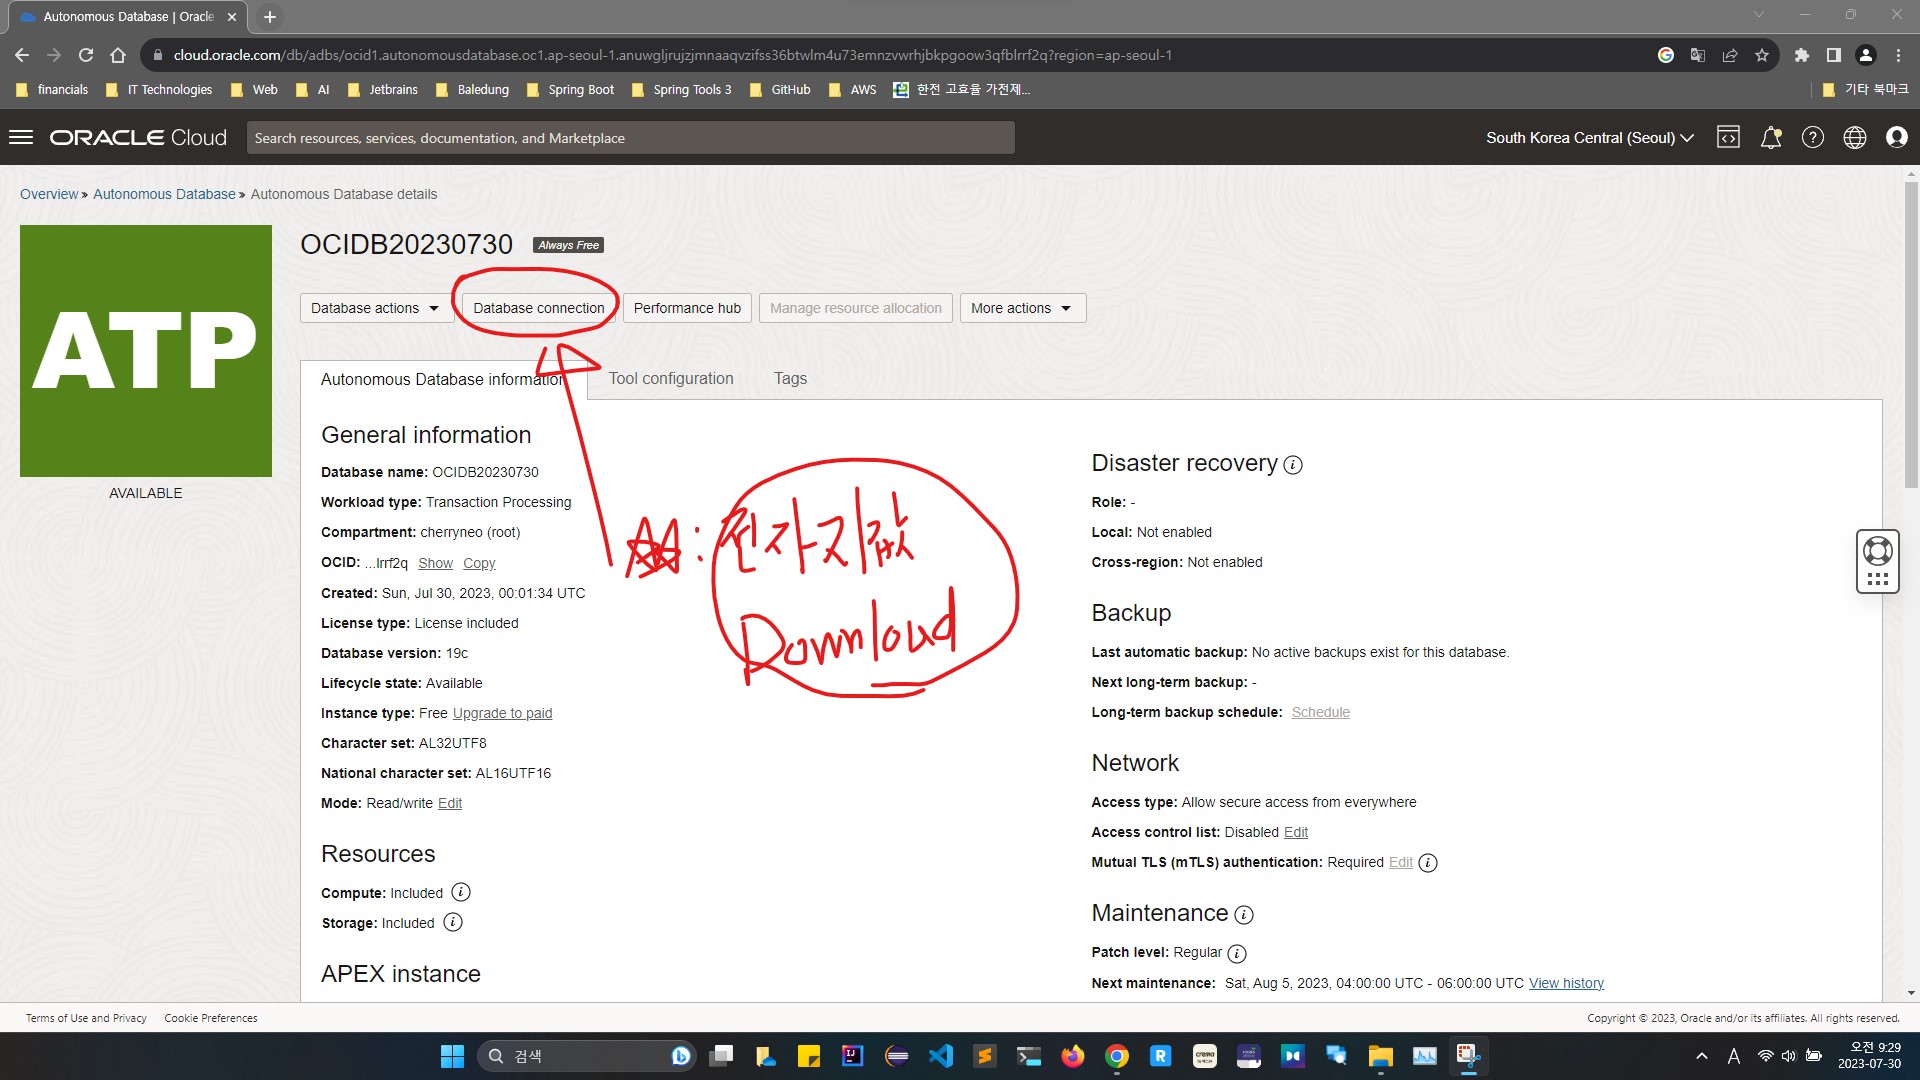 Autonomous Database | Oracle
cloud.oracle.com/db/adbs/ocid1.autonomousdatabase.oc1.ap-seoul-1.anuwgljrujzjmnaaqvzifss36btwlm4u73emnzvwrhjbkpgoow3qfblrrf2q?region=ap-seoul-1
financials IT Technologies Web AI Jetbrains Baledung Spring Boot Spring Tools 3 GitHub AWS 한전 고효율 가전제... 기타 북마크
ORACLE Cloud Search resources, services, documentation, and Marketplace South Korea Central (Seoul)
Overview » Autonomous Database » Autonomous Database details
ATP
AVAILABLE
OCIDB20230730 Always Free
Database actions Database connection Performance hub Manage resource allocation More actions
Autonomous Database information Tool configuration Tags
General information
Database name: OCIDB20230730
Workload type: Transaction Processing
Compartment: cherryneo (root)
OCID: ...lrrf2q Show Copy
Created: Sun, Jul 30, 2023, 00:01:34 UTC
License type: License included
Database version: 19c
Lifecycle state: Available
Instance type: Free Upgrade to paid
Character set: AL32UTF8
National character set: AL16UTF16
Mode: Read/write Edit
Resources
Compute: Included
Storage: Included
APEX instance
: 전자지갑
Download
Disaster recovery
Role: -
Local: Not enabled
Cross-region: Not enabled
Backup
Last automatic backup: No active backups exist for this database.
Next long-term backup: -
Long-term backup schedule: Schedule
Network
Access type: Allow secure access from everywhere
Access control list: Disabled Edit
Mutual TLS (mTLS) authentication: Required Edit
Maintenance
Patch level: Regular
Next maintenance: Sat, Aug 5, 2023, 04:00:00 UTC - 06:00:00 UTC View history
Terms of Use and Privacy Cookie Preferences Copyright © 2023, Oracle and/or its affiliates. All rights reserved.
검색 A 오전 9:29
2023-07-30